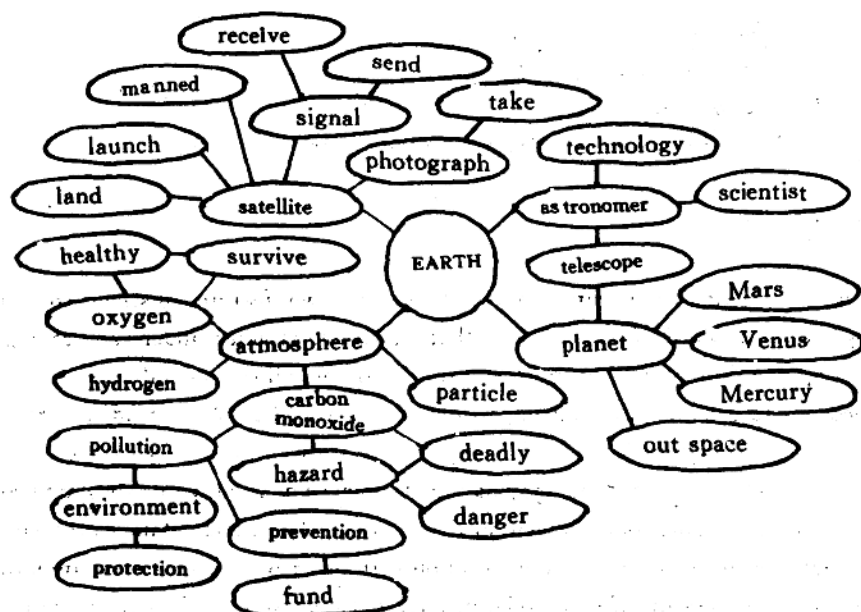 receive
send
manned
take
signal
technology
launch
photograph
scientist
land
satellite
astronomer
healthy
survive
EARTH
telescope
Mars
oxygen
atmosphere
planet
Venus
hydrogen
particle
Mercury
carbon
monoxide
pollution
deadly
out space
hazard
environment
danger
prevention
protection
fund